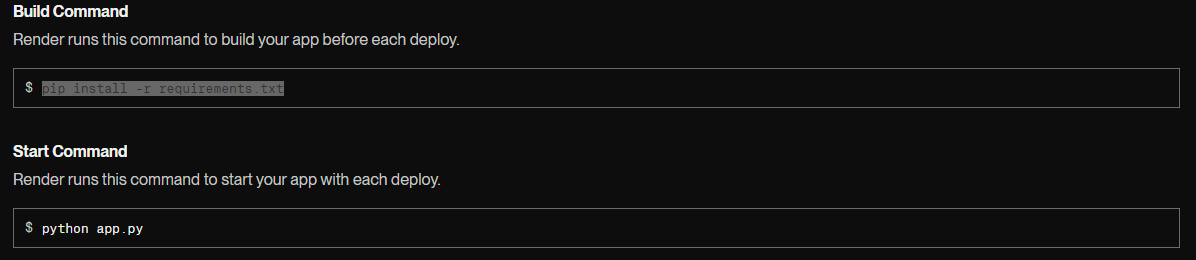 Build Command
Render runs this command to build your app before each deploy.
$ pip install -r requirements.txt
Start Command
Render runs this command to start your app with each deploy.
$ python app.py